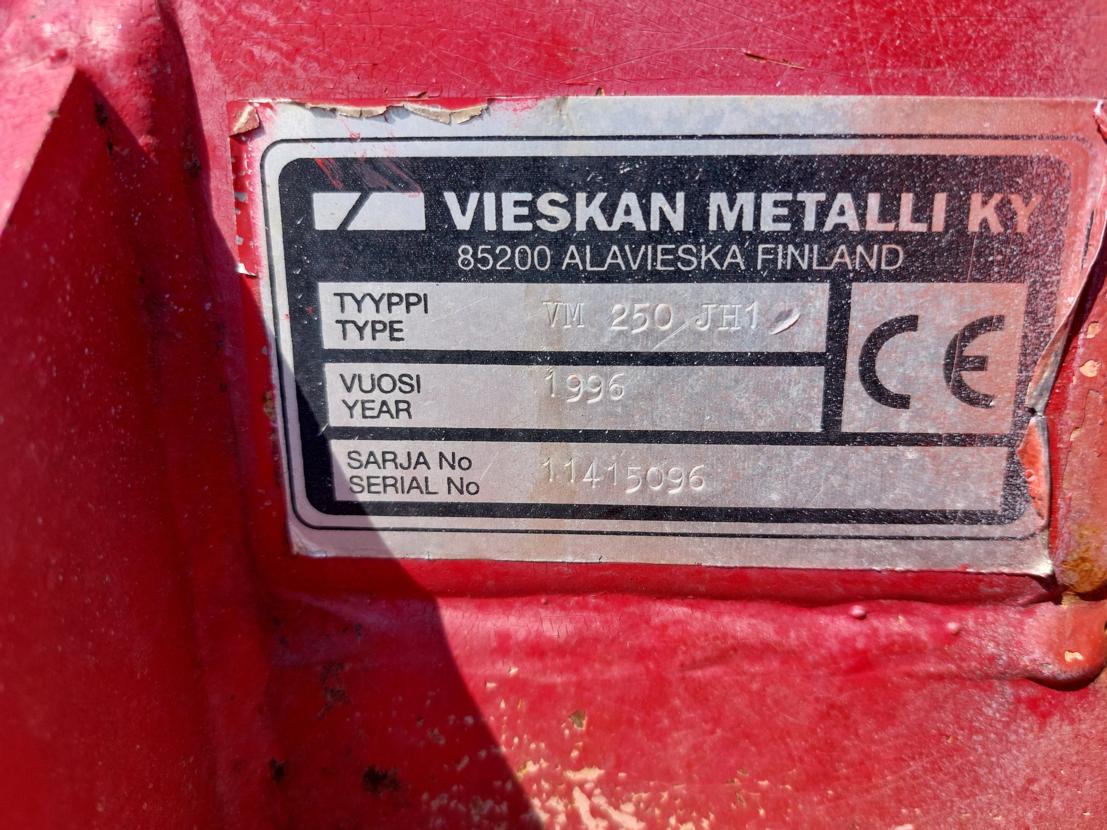 VIESKAN METALLI KY
85200 ALAVIESKA FINLAND
TYYPPI
TYPE
VM 250 JH1
VUOSI
YEAR
1996
SARJA No
SERIAL No
11415096
CE